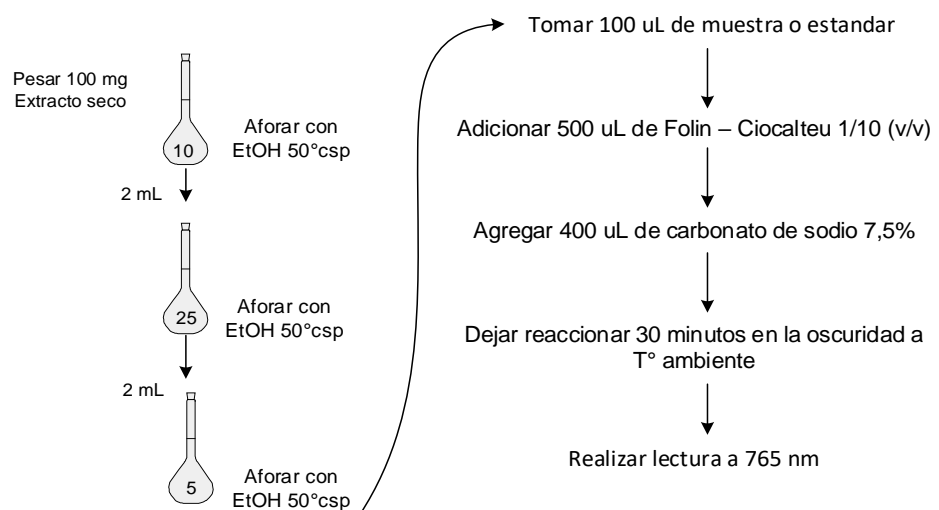 Pesar 100 mg
Extracto seco
10
Aforar con
EtOH 50°csp
2 mL
25
Aforar con
EtOH 50°csp
2 mL
5
Aforar con
EtOH 50°csp
Tomar 100 uL de muestra o estandar
Adicionar 500 uL de Folin – Ciocalteu 1/10 (v/v)
Agregar 400 uL de carbonato de sodio 7,5%
Dejar reaccionar 30 minutos en la oscuridad a
T° ambiente
Realizar lectura a 765 nm